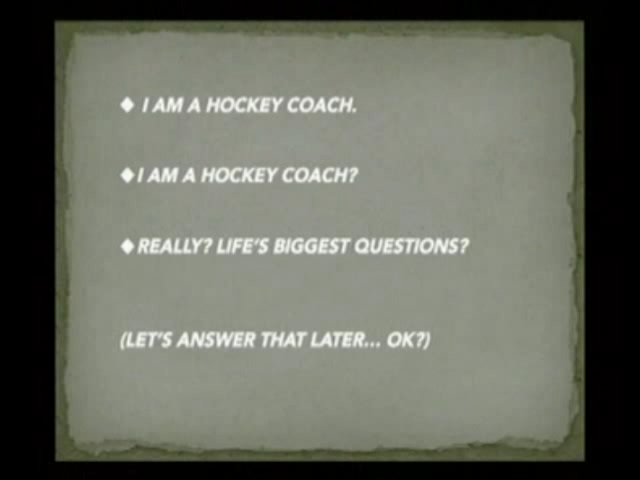 ◆ I AM A HOCKEY COACH.
◆ I AM A HOCKEY COACH?
◆ REALLY? LIFE'S BIGGEST QUESTIONS?
(LET'S ANSWER THAT LATER... OK?)